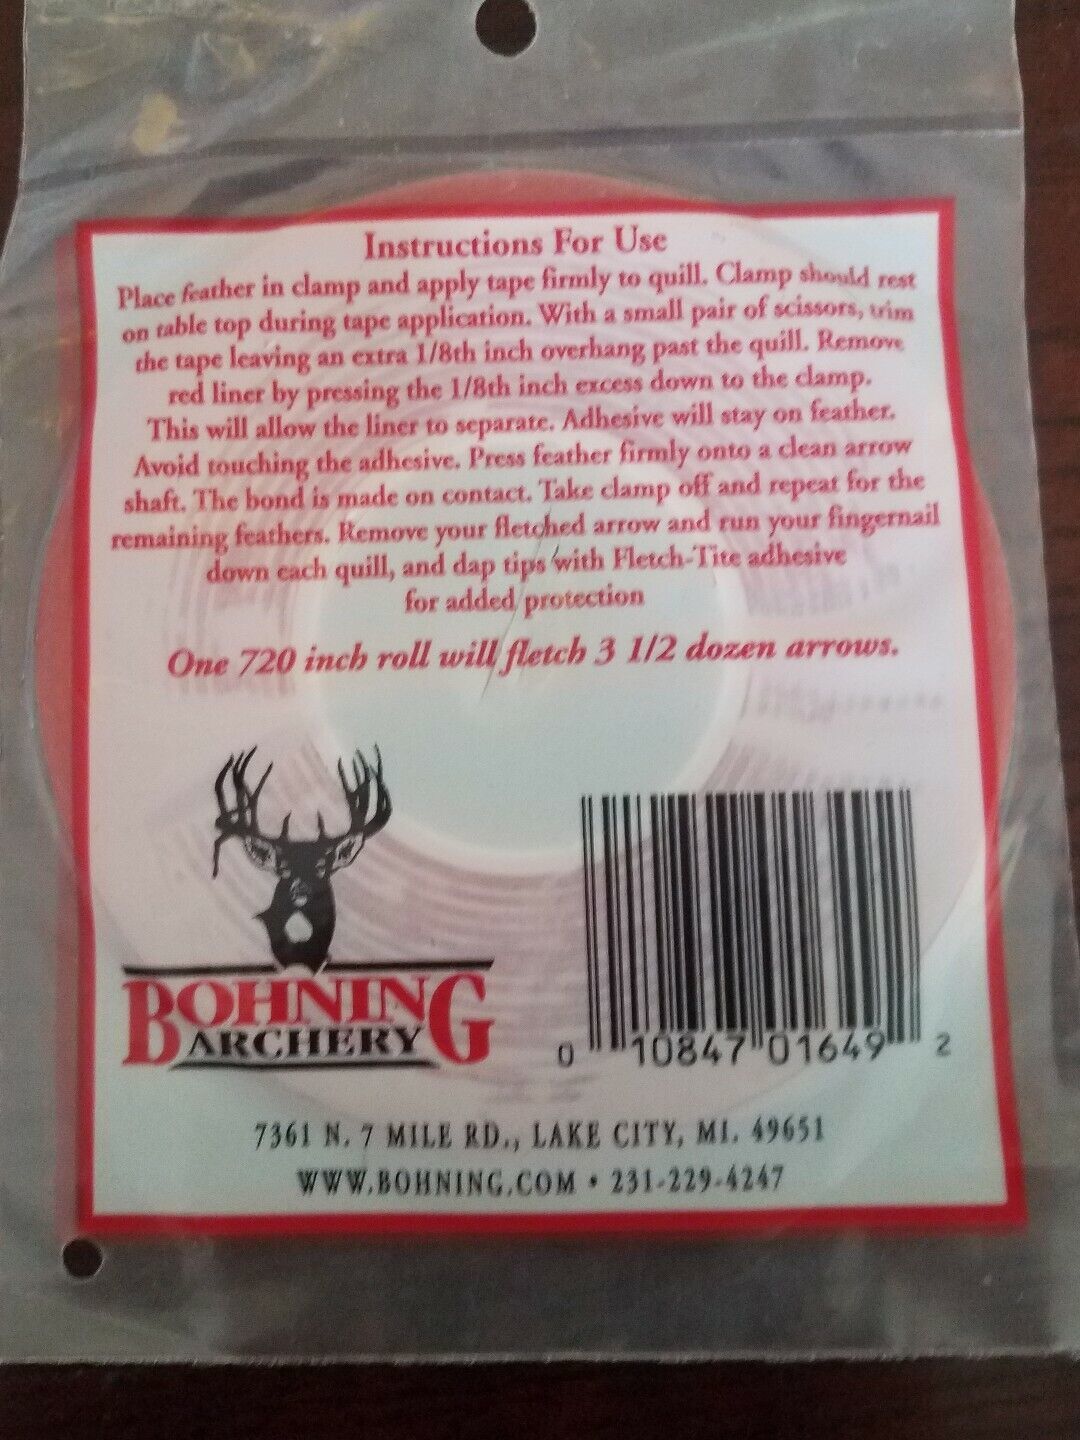 Instructions For Use
Place feather in clamp and apply tape firmly to quill. Clamp should rest
on table top during tape application. With a small pair of scissors, trim
the tape leaving an extra 1/8th inch overhang past the quill. Remove
red liner by pressing the 1/8th inch excess down to the clamp.
This will allow the liner to separate. Adhesive will stay on feather.
Avoid touching the adhesive. Press feather firmly onto a clean arrow
shaft. The bond is made on contact. Take clamp off and repeat for the
remaining feathers. Remove your fletched arrow and run your fingernail
down each quill, and dap tips with Fletch-Tite adhesive
for added protection
One 720 inch roll will fletch 3 1/2 dozen arrows.
BOHNING
ARCHERY
0 10847 01649 2
7361 N. 7 MILE RD., LAKE CITY, MI. 49651
WWW.BOHNING.COM • 231-229-4247